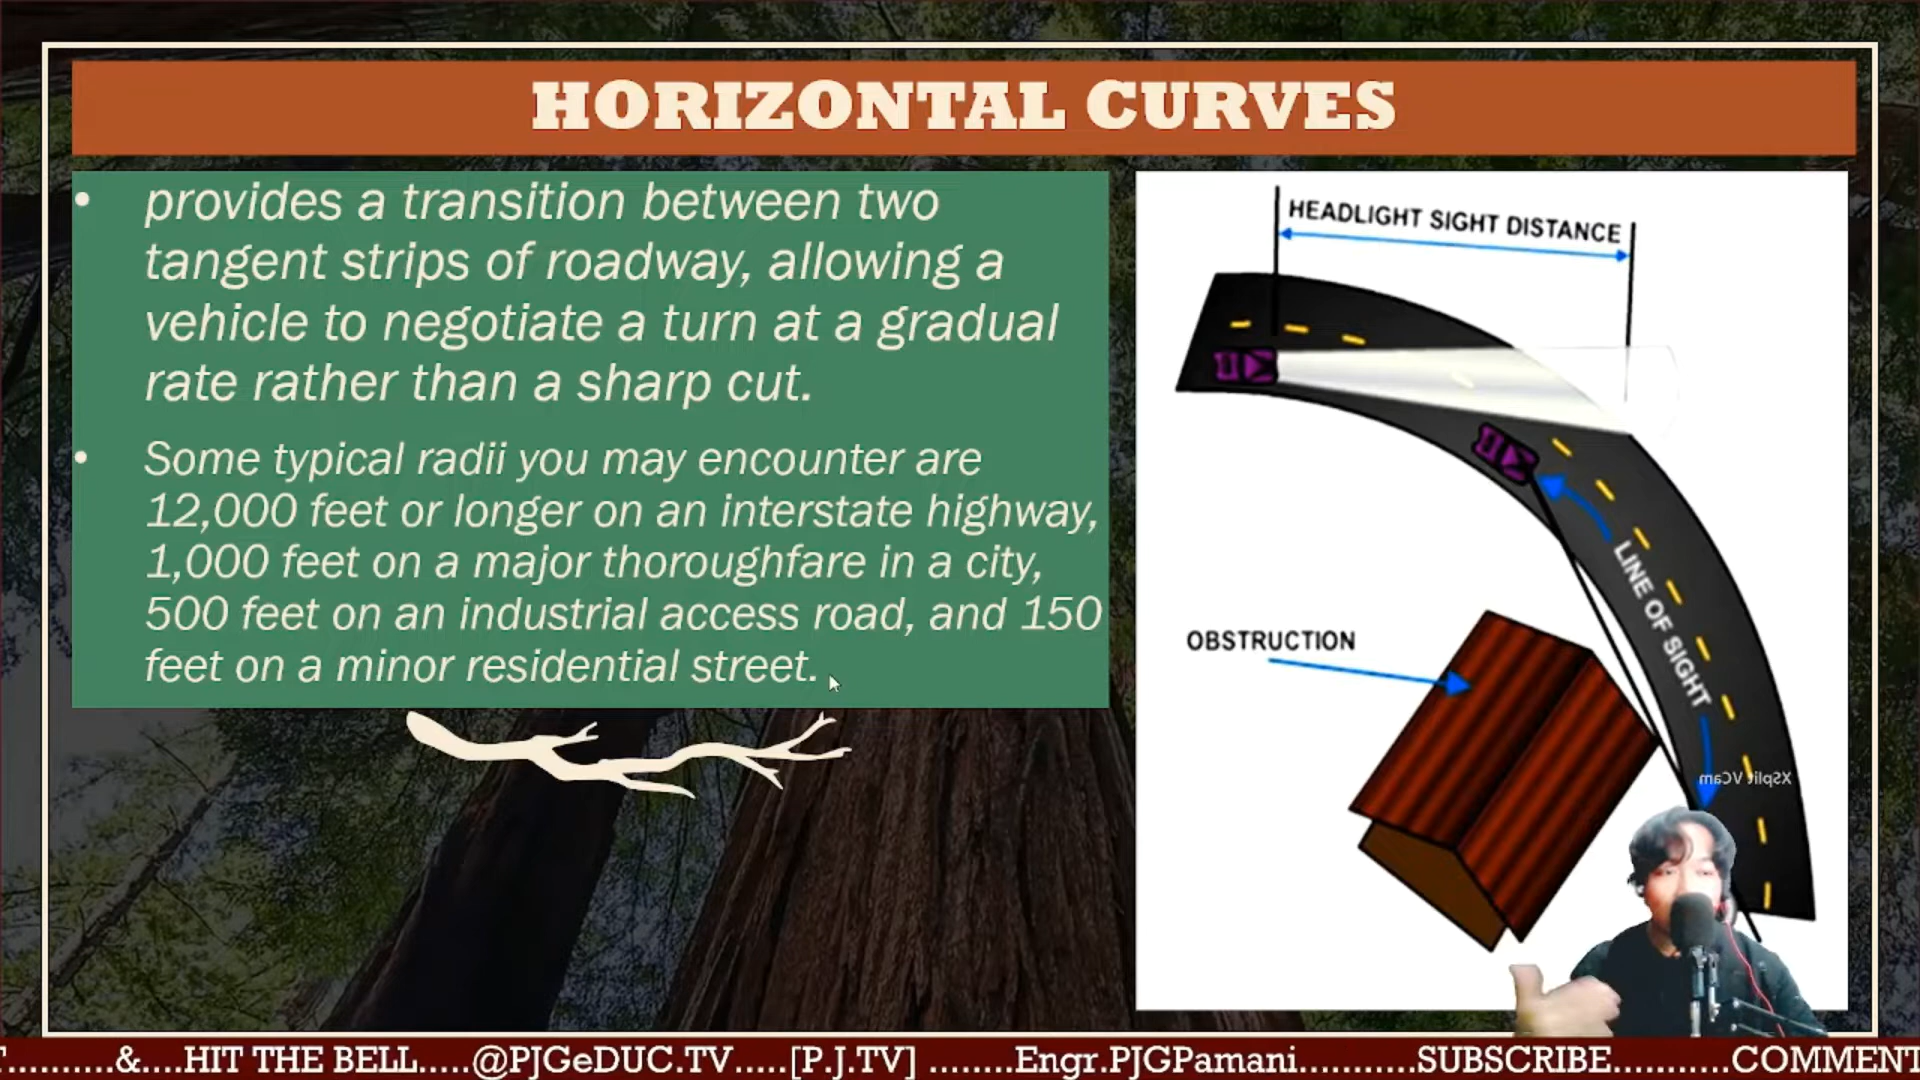 HORIZONTAL CURVES
• provides a transition between two
tangent strips of roadway, allowing a
vehicle to negotiate a turn at a gradual
rate rather than a sharp cut.
• Some typical radii you may encounter are
12,000 feet or longer on an interstate highway,
1,000 feet on a major thoroughfare in a city,
500 feet on an industrial access road, and 150
feet on a minor residential street.
HEADLIGHT SIGHT DISTANCE
LINE OF SIGHT
OBSTRUCTION
XSplit VCam
T..........&....HIT THE BELL.....@PJGeDUC.TV.....[P.J.TV] ........Engr.PJGPamani...........SUBSCRIBE...........COMMENT